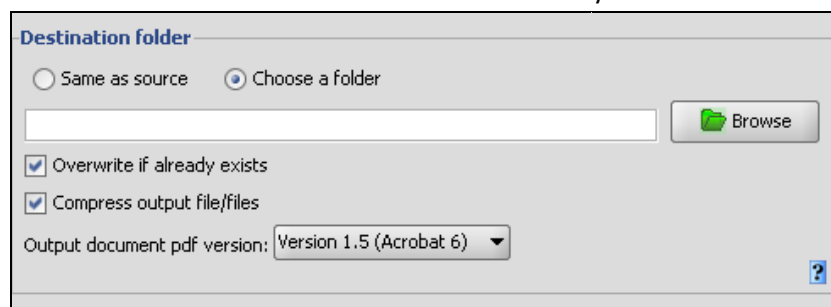 Destination folder
Same as source Choose a folder
Browse
Overwrite if already exists
Compress output file/files
Output document pdf version: Version 1.5 (Acrobat 6)
?